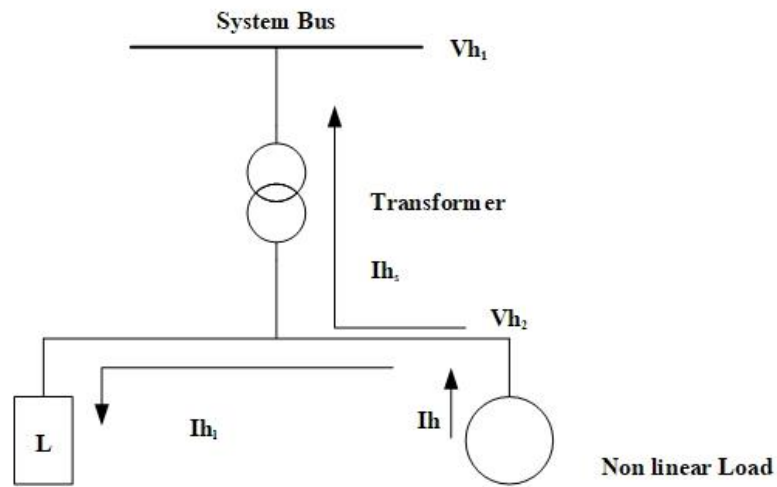 System Bus
Vh₁
Transformer
Ihₛ
Vh₂
L
Ih₁
Ih
Non linear Load